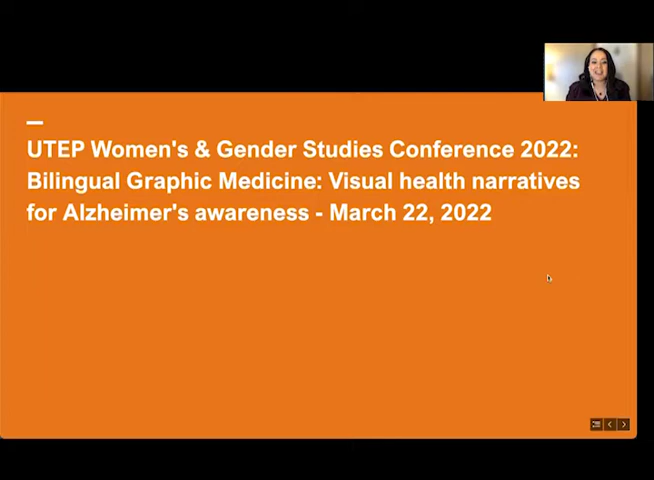 UTEP Women's & Gender Studies Conference 2022:
Bilingual Graphic Medicine: Visual health narratives
for Alzheimer's awareness - March 22, 2022